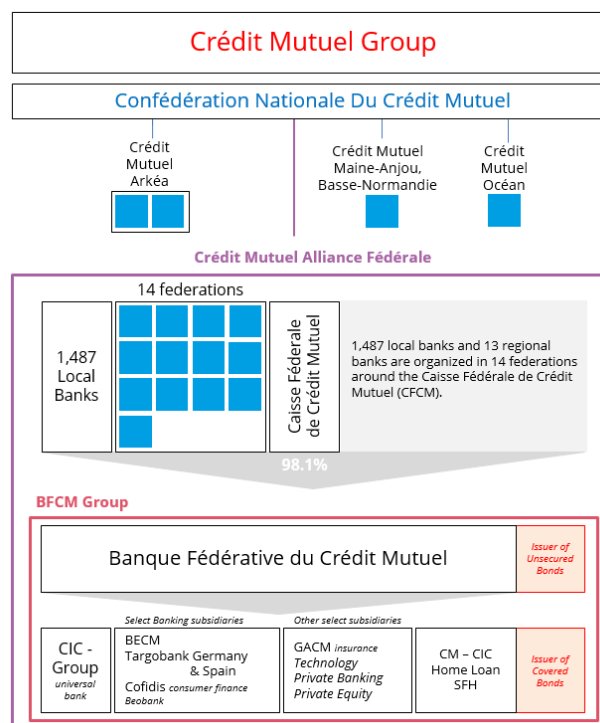 Crédit Mutuel Group
Confédération Nationale Du Crédit Mutuel
Crédit
Mutuel
Arkéa
Crédit Mutuel
Maine-Anjou,
Basse-Normandie
Crédit
Mutuel
Océan
Crédit Mutuel Alliance Fédérale
14 federations
1,487
Local
Banks
Caisse Féderale
de Crédit Mutuel
1,487 local banks and 13 regional
banks are organized in 14 federations
around the Caisse Fédérale de Crédit
Mutuel (CFCM).
98.1%
BFCM Group
Banque Fédérative du Crédit Mutuel
Issuer of
Unsecured
Bonds
Select Banking subsidiaries
Other select subsidiaries
CIC -
Group
universal
bank
BECM
Targobank Germany
& Spain
Cofidis consumer finance
Beobank
GACM insurance
Technology
Private Banking
Private Equity
CM – CIC
Home Loan
SFH
Issuer of
Covered
Bonds